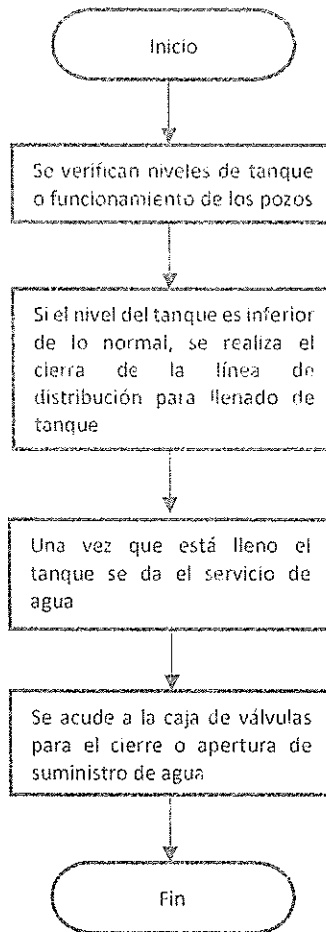 Inicio
Se verifican niveles de tanque
o funcionamiento de los pozos
Si el nivel del tanque es inferior
de lo normal, se realiza el
cierra de la línea de
distribución para llenado de
tanque
Una vez que está lleno el
tanque se da el servicio de
agua
Se acude a la caja de válvulas
para el cierre o apertura de
suministro de agua
Fin